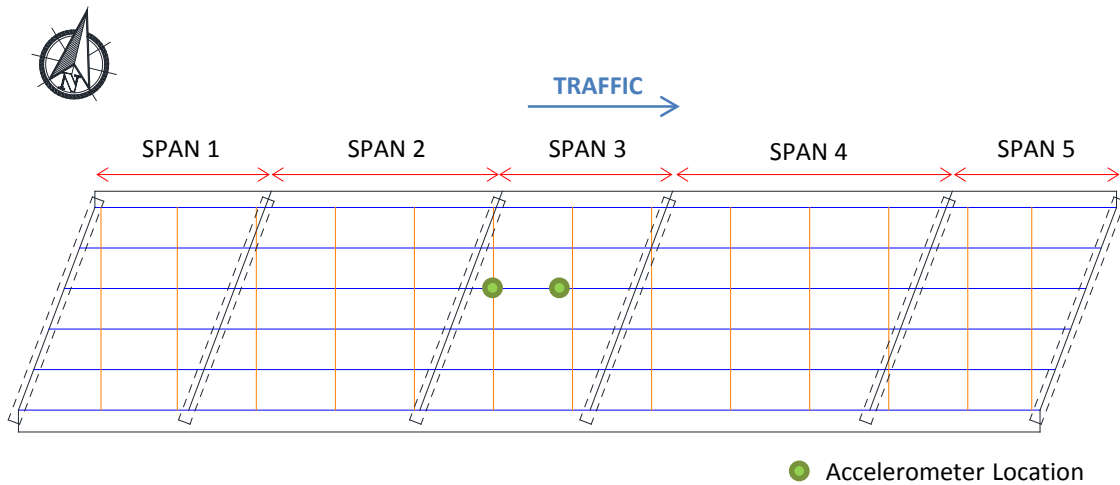 N
TRAFFIC
SPAN 1 SPAN 2 SPAN 3 SPAN 4 SPAN 5
Accelerometer Location